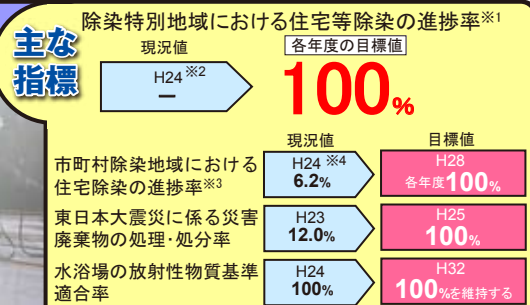 主な
指標
除染特別地域における住宅等除染の進捗率※1
現況値
各年度の目標値
H24※2
－
100%
現況値
目標値
市町村除染地域における
住宅除染の進捗率※3
H24 ※4
6.2%
H28
各年度100%
東日本大震災に係る災害
廃棄物の処理・処分率
H23
12.0%
H25
100%
水浴場の放射性物質基準
適合率
H24
100%
H32
100%を維持する